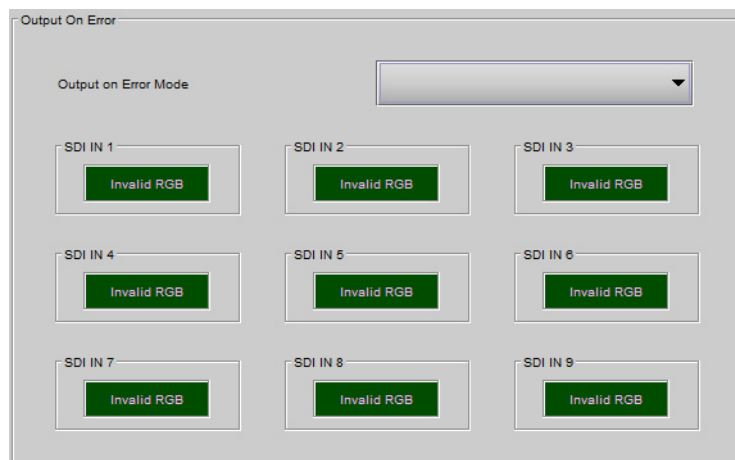 Output On Error
Output on Error Mode
SDI IN 1
SDI IN 2
SDI IN 3
Invalid RGB
Invalid RGB
Invalid RGB
SDI IN 4
SDI IN 5
SDI IN 6
Invalid RGB
Invalid RGB
Invalid RGB
SDI IN 7
SDI IN 8
SDI IN 9
Invalid RGB
Invalid RGB
Invalid RGB